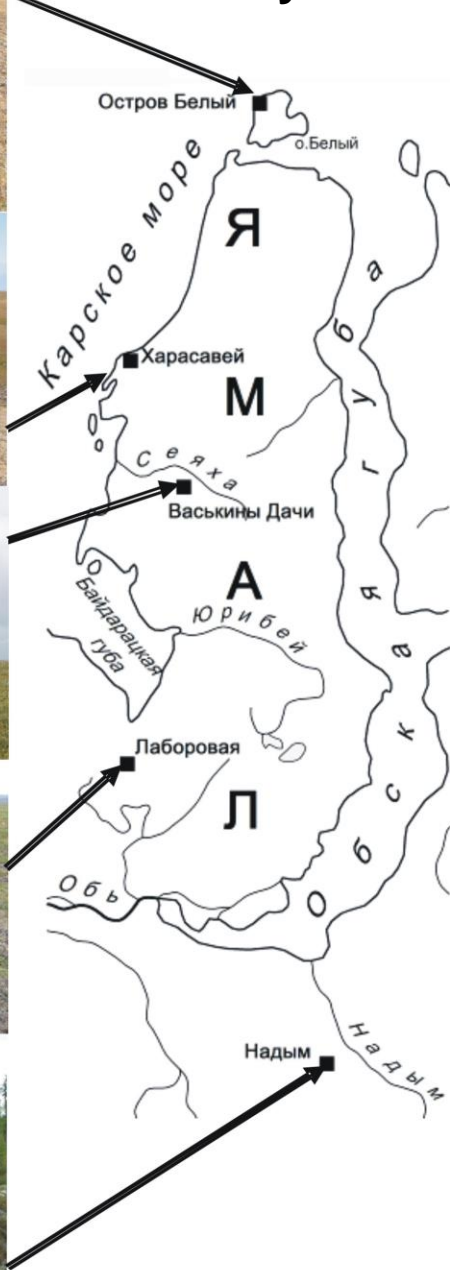 Остров Белый
о.Белый
Карское море
Я
Харасавей
М
Сеяха
Васькины Дачи
А
Юрибей
Байдарацкая
губа
Обская губа
Лаборовая
Л
Обь
Надым
Надым